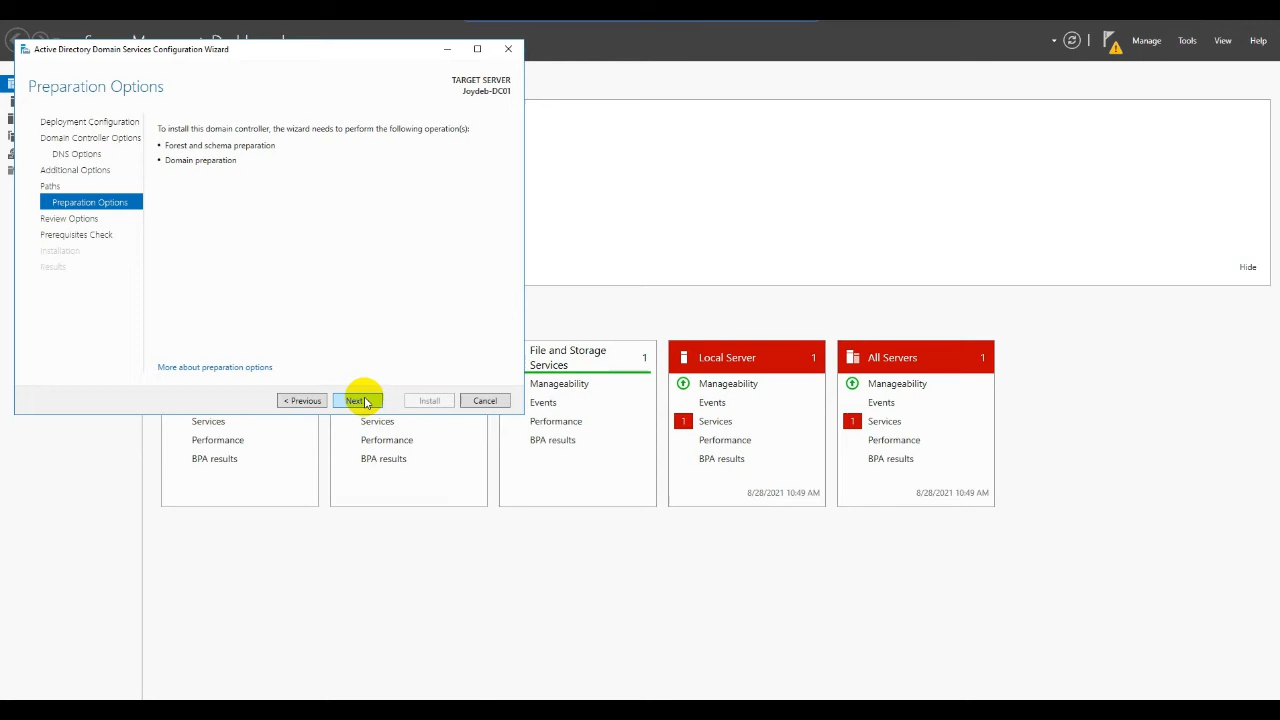 Active Directory Domain Services Configuration Wizard
Manage
Tools
View
Help
Preparation Options
TARGET SERVER
Joydeb-DC01
Deployment Configuration
Domain Controller Options
DNS Options
Additional Options
Paths
Preparation Options
Review Options
Prerequisites Check
Installation
Results
To install this domain controller, the wizard needs to perform the following operation(s):
• Forest and schema preparation
• Domain preparation
More about preparation options
< Previous
Next
Install
Cancel
Hide
Services
Performance
BPA results
Services
Performance
BPA results
File and Storage
Services
1
Manageability
Events
Performance
BPA results
Local Server 1
Manageability
Events
1 Services
Performance
BPA results
8/28/2021 10:49 AM
All Servers 1
Manageability
Events
1 Services
Performance
BPA results
8/28/2021 10:49 AM